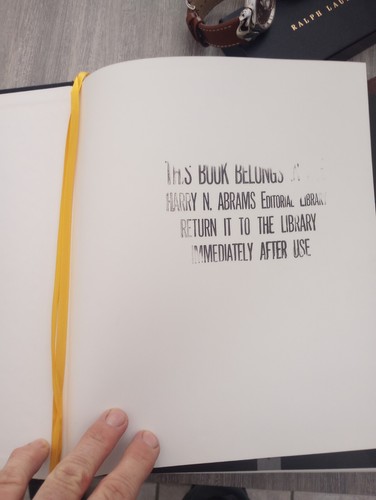 RALPH LAU
THIS BOOK BELONGS
HARRY N. ABRAMS EDITORIAL LIBRARY
RETURN IT TO THE LIBRARY
IMMEDIATELY AFTER USE